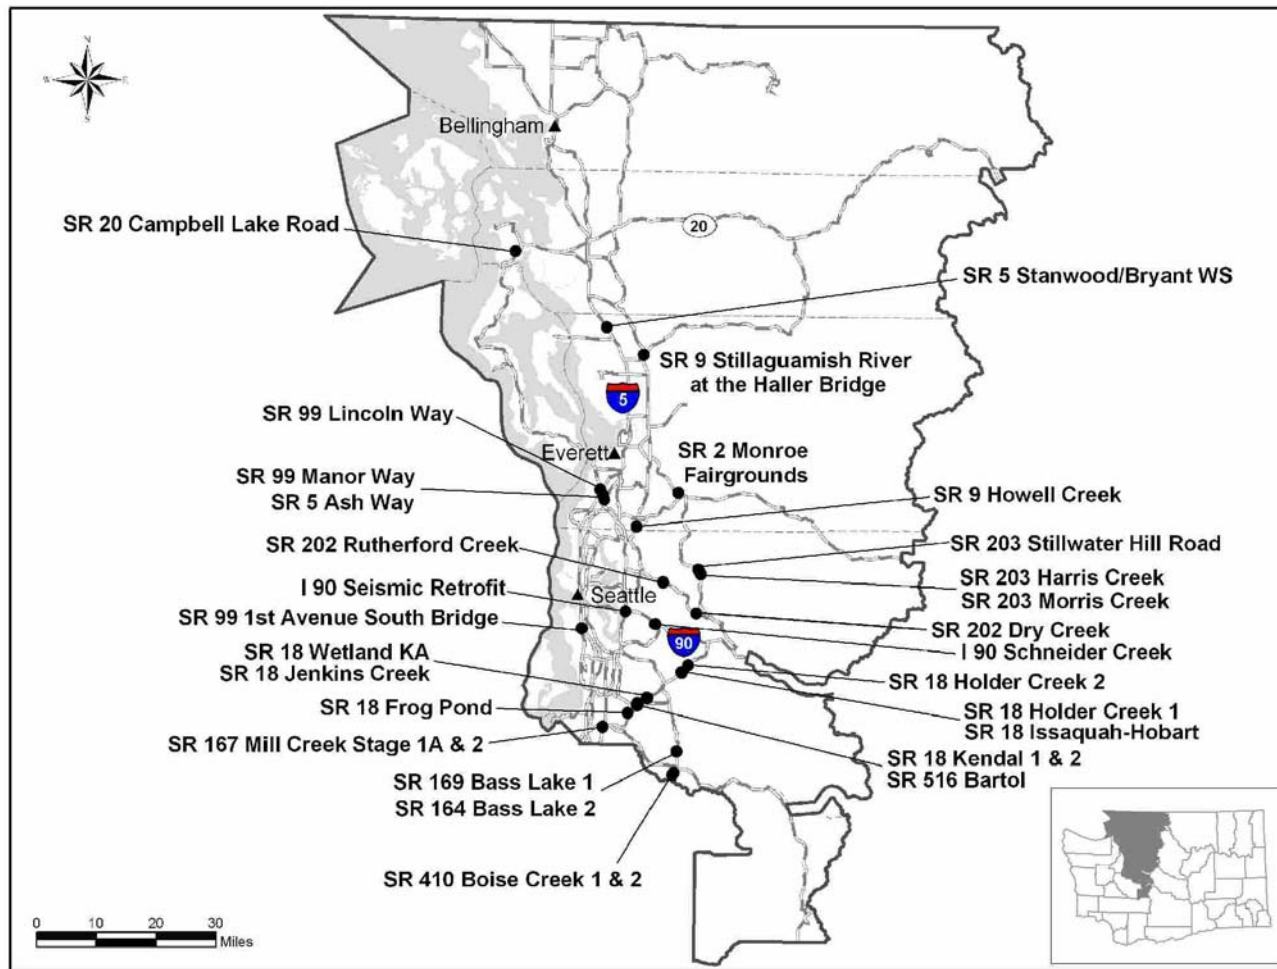 N
W E
S
Bellingham
SR 20 Campbell Lake Road
20
SR 5 Stanwood/Bryant WS
SR 9 Stillaguamish River
at the Haller Bridge
5
SR 99 Lincoln Way
Everett
SR 2 Monroe
Fairgrounds
SR 99 Manor Way
SR 5 Ash Way
SR 9 Howell Creek
SR 202 Rutherford Creek
SR 203 Stillwater Hill Road
SR 203 Harris Creek
SR 203 Morris Creek
I 90 Seismic Retrofit
Seattle
SR 99 1st Avenue South Bridge
SR 202 Dry Creek
I 90 Schneider Creek
90
SR 18 Wetland KA
SR 18 Jenkins Creek
SR 18 Holder Creek 2
SR 18 Frog Pond
SR 18 Holder Creek 1
SR 18 Issaquah-Hobart
SR 167 Mill Creek Stage 1A & 2
SR 18 Kendal 1 & 2
SR 516 Bartol
SR 169 Bass Lake 1
SR 164 Bass Lake 2
SR 410 Boise Creek 1 & 2
0 10 20 30
Miles